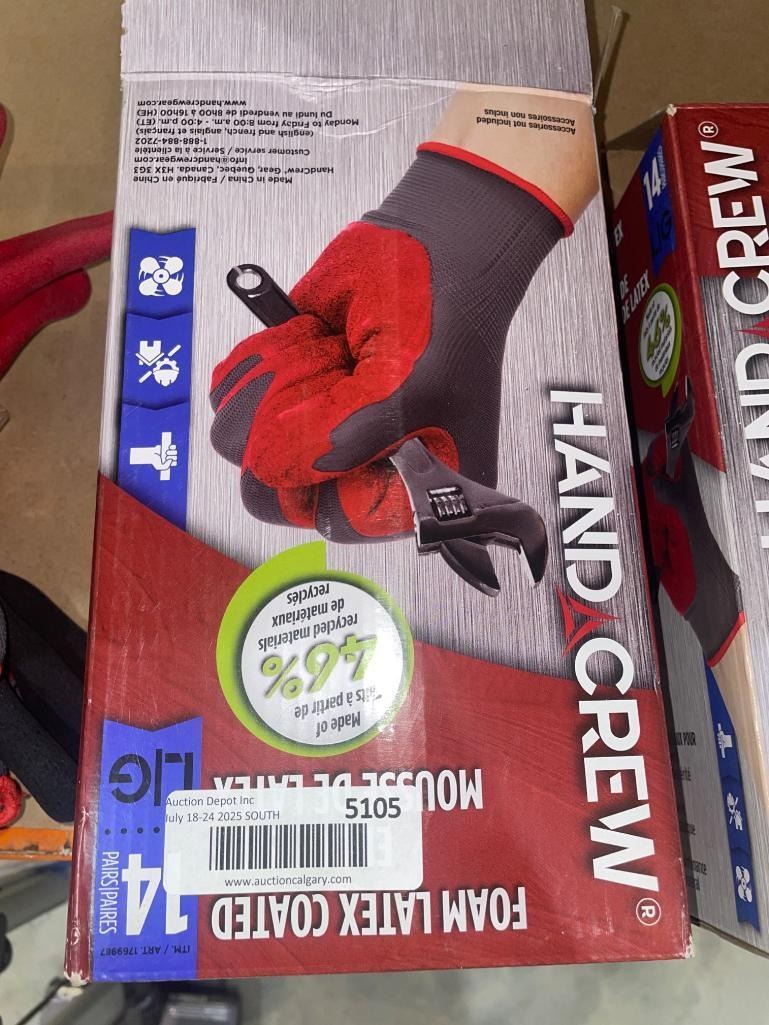 HAND CREW®
FOAM LATEX COATED
MOUSSE DE LATEX
ITM. / ART. 1769987
14
PAIRS|PAIRES
L|G
Made of
Faits à partir de
46%
recycled materials
de matériaux
recyclés
Auction Depot Inc
July 18-24 2025 SOUTH
5105
www.auctioncalgary.com
Accessories not included
Accessoires non inclus
Made in China / Fabriqué en Chine
HandCrew™ Gear, Quebec, Canada, H3X 3G3
info@handcrewgear.com
Customer service / Service à la clientèle
1-888-884-7202
(english and french, anglais et français)
Monday to Friday from 8:00 a.m. - 4:00 p.m. (ET)
Du lundi au vendredi de 8h00 à 16h00 (HE)
www.handcrewgear.com
HAND CREW®
14
L|G
DE LATEX
46%